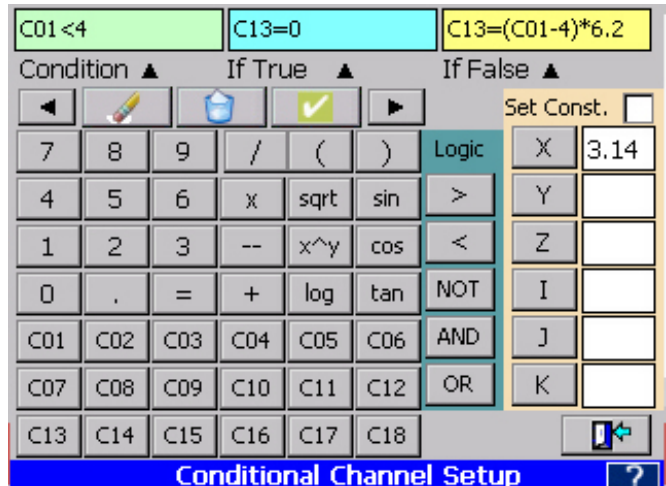 C01<4 C13=0 C13=(C01-4)*6.2
Condition ▲ If True ▲ If False ▲
Set Const.
7 8 9 / ( ) Logic X 3.14
4 5 6 x sqrt sin > Y
1 2 3 -- x^y cos < Z
0 . = + log tan NOT I
C01 C02 C03 C04 C05 C06 AND J
C07 C08 C09 C10 C11 C12 OR K
C13 C14 C15 C16 C17 C18
Conditional Channel Setup ?